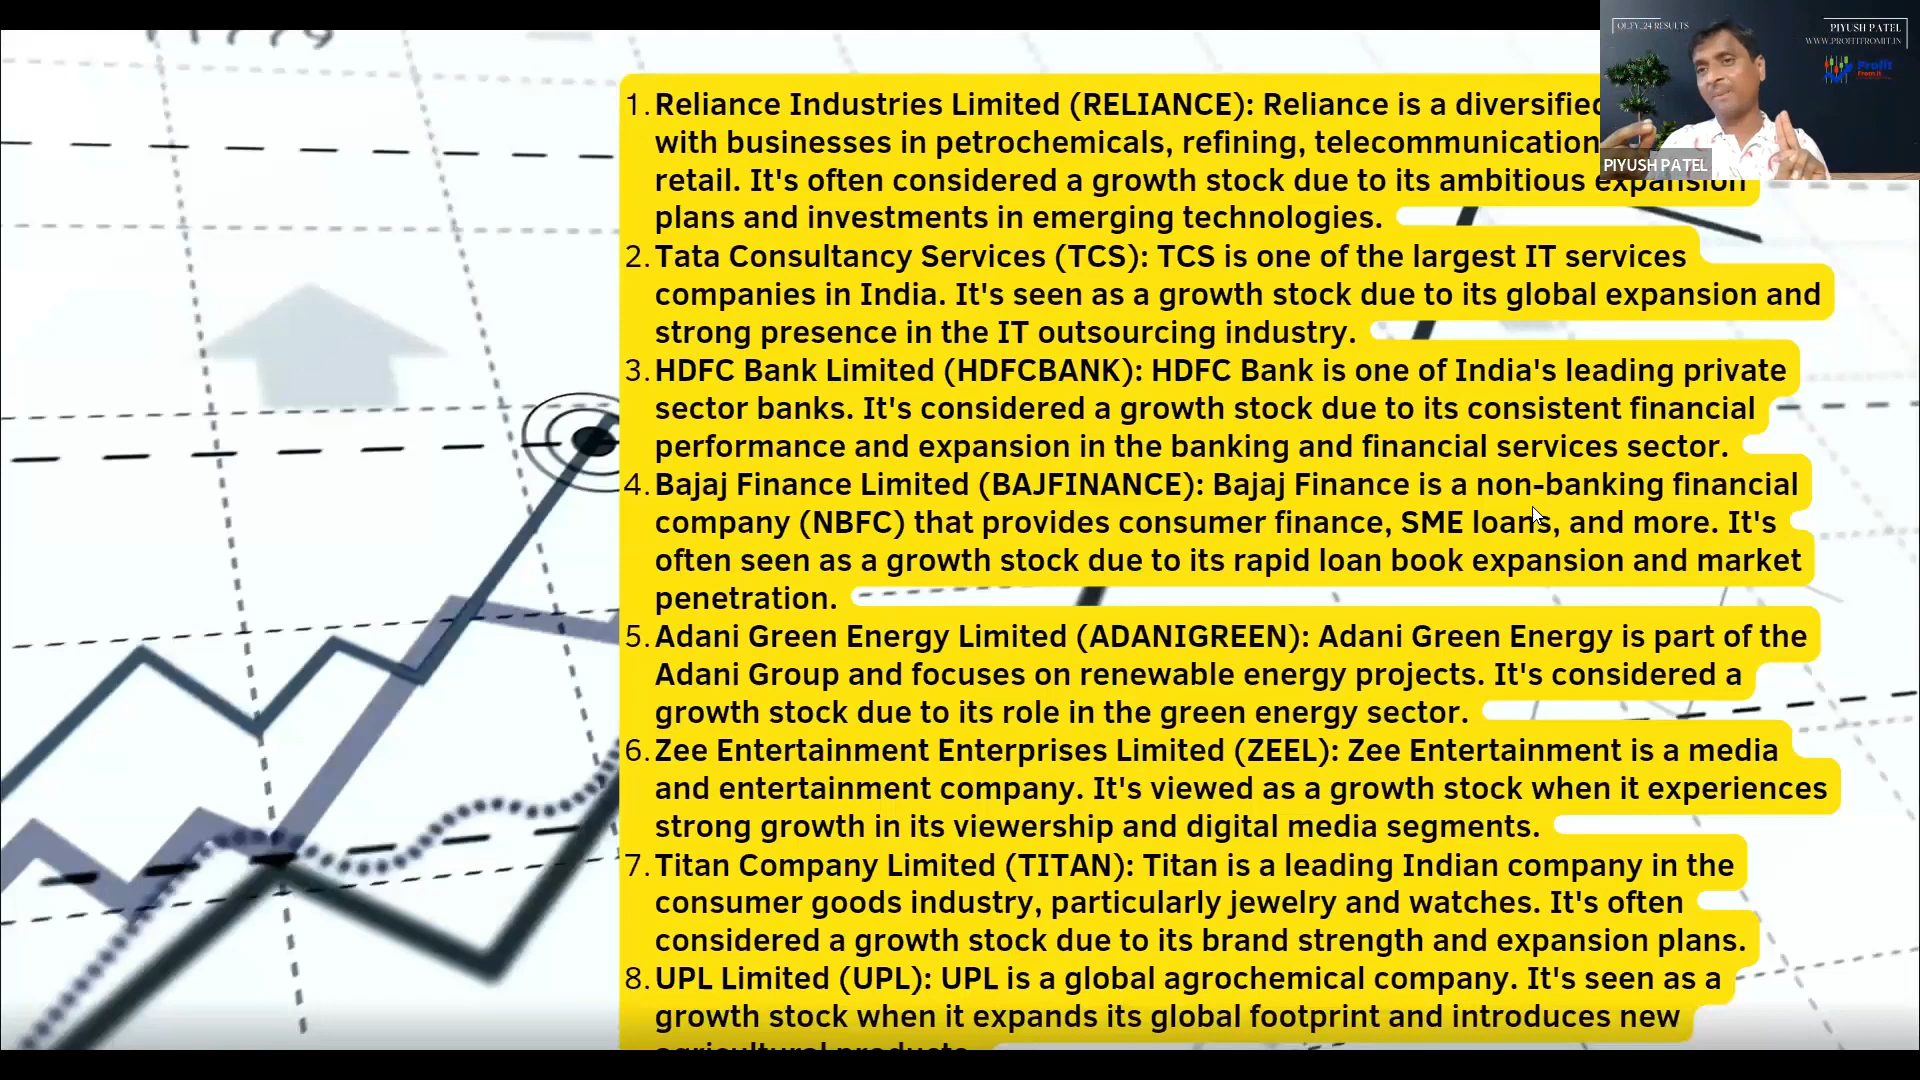 1. Reliance Industries Limited (RELIANCE): Reliance is a diversified
with businesses in petrochemicals, refining, telecommunication
retail. It's often considered a growth stock due to its ambitious expansion
plans and investments in emerging technologies.
2. Tata Consultancy Services (TCS): TCS is one of the largest IT services
companies in India. It's seen as a growth stock due to its global expansion and
strong presence in the IT outsourcing industry.
3. HDFC Bank Limited (HDFCBANK): HDFC Bank is one of India's leading private
sector banks. It's considered a growth stock due to its consistent financial
performance and expansion in the banking and financial services sector.
4. Bajaj Finance Limited (BAJFINANCE): Bajaj Finance is a non-banking financial
company (NBFC) that provides consumer finance, SME loans, and more. It's
often seen as a growth stock due to its rapid loan book expansion and market
penetration.
5. Adani Green Energy Limited (ADANIGREEN): Adani Green Energy is part of the
Adani Group and focuses on renewable energy projects. It's considered a
growth stock due to its role in the green energy sector.
6. Zee Entertainment Enterprises Limited (ZEEL): Zee Entertainment is a media
and entertainment company. It's viewed as a growth stock when it experiences
strong growth in its viewership and digital media segments.
7. Titan Company Limited (TITAN): Titan is a leading Indian company in the
consumer goods industry, particularly jewelry and watches. It's often
considered a growth stock due to its brand strength and expansion plans.
8. UPL Limited (UPL): UPL is a global agrochemical company. It's seen as a
growth stock when it expands its global footprint and introduces new
agricultural products.
RESULTS
PIYUSH PATEL
WWW.PROFITFROMIT.IN
Profit
From It
PIYUSH PATEL